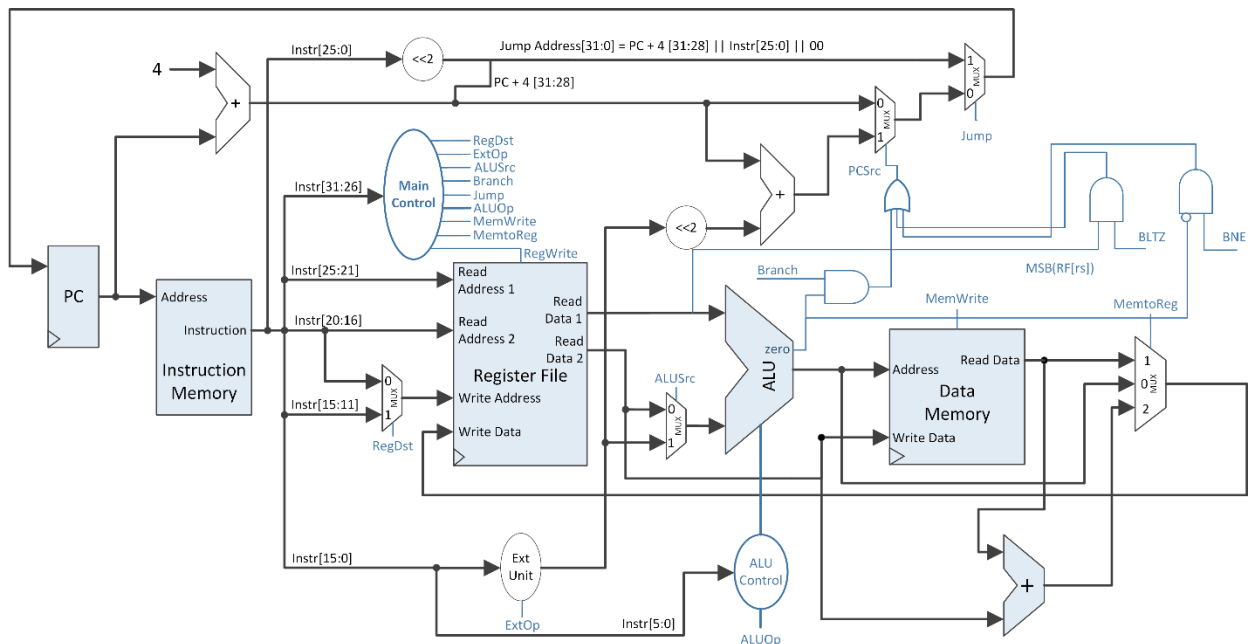 Instr[25:0]
<<2
Jump Address[31:0] = PC + 4 [31:28] || Instr[25:0] || 00
4
PC + 4 [31:28]
+
1
0
MUX
Jump
0
1
MUX
PCSrc
RegDst
ExtOp
ALUSrc
Branch
Jump
ALUOp
MemWrite
MemtoReg
RegWrite
Main
Control
Instr[31:26]
+
<<2
BLTZ
BNE
MSB(RF[rs])
Branch
PC
Address
Instruction
Instruction
Memory
Instr[25:21]
Instr[20:16]
Instr[15:11]
0
1
MUX
RegDst
Read
Address 1
Read
Address 2
Read
Data 1
Read
Data 2
Register File
Write Address
Write Data
ALUSrc
0
1
MUX
zero
ALU
MemWrite
Address
Read Data
Data
Memory
Write Data
MemtoReg
1
0
2
MUX
Instr[15:0]
Ext
Unit
ExtOp
Instr[5:0]
ALU
Control
ALUOp
+